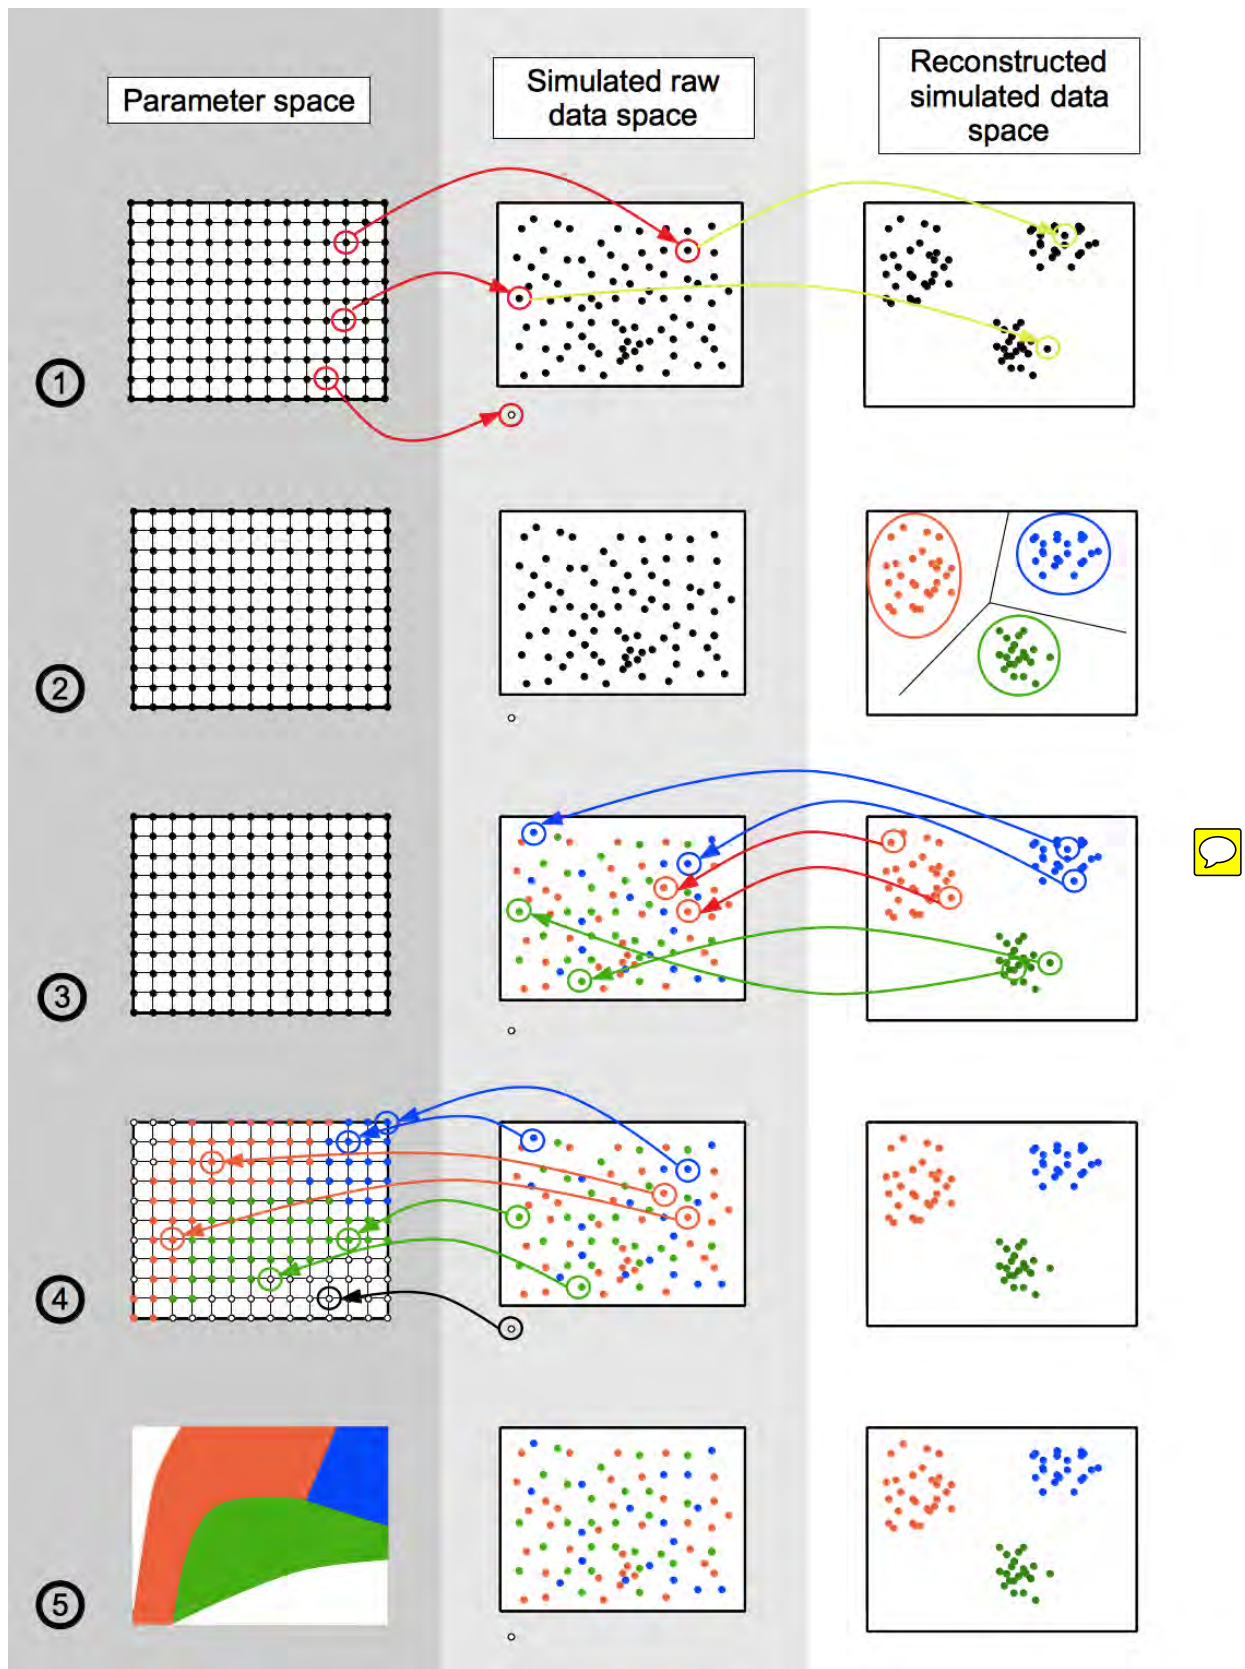 Parameter space
Simulated raw
data space
Reconstructed
simulated data
space
1
2
3
4
5